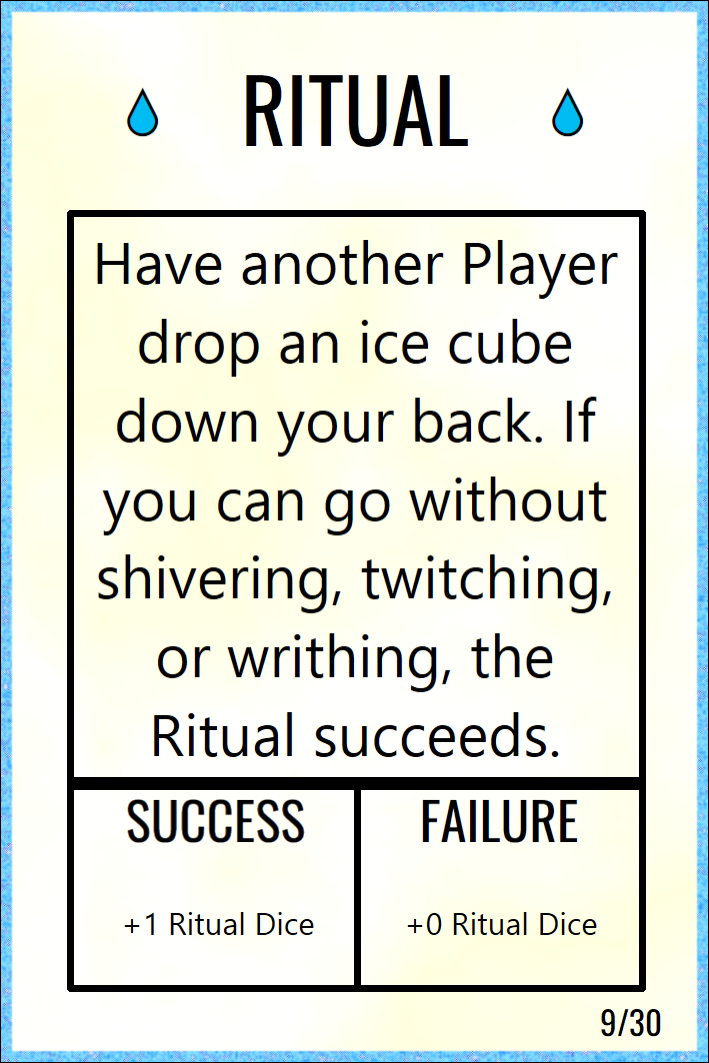 RITUAL
Have another Player
drop an ice cube
down your back. If
you can go without
shivering, twitching,
or writhing, the
Ritual succeeds.
SUCCESS
FAILURE
+1 Ritual Dice
+0 Ritual Dice
9/30